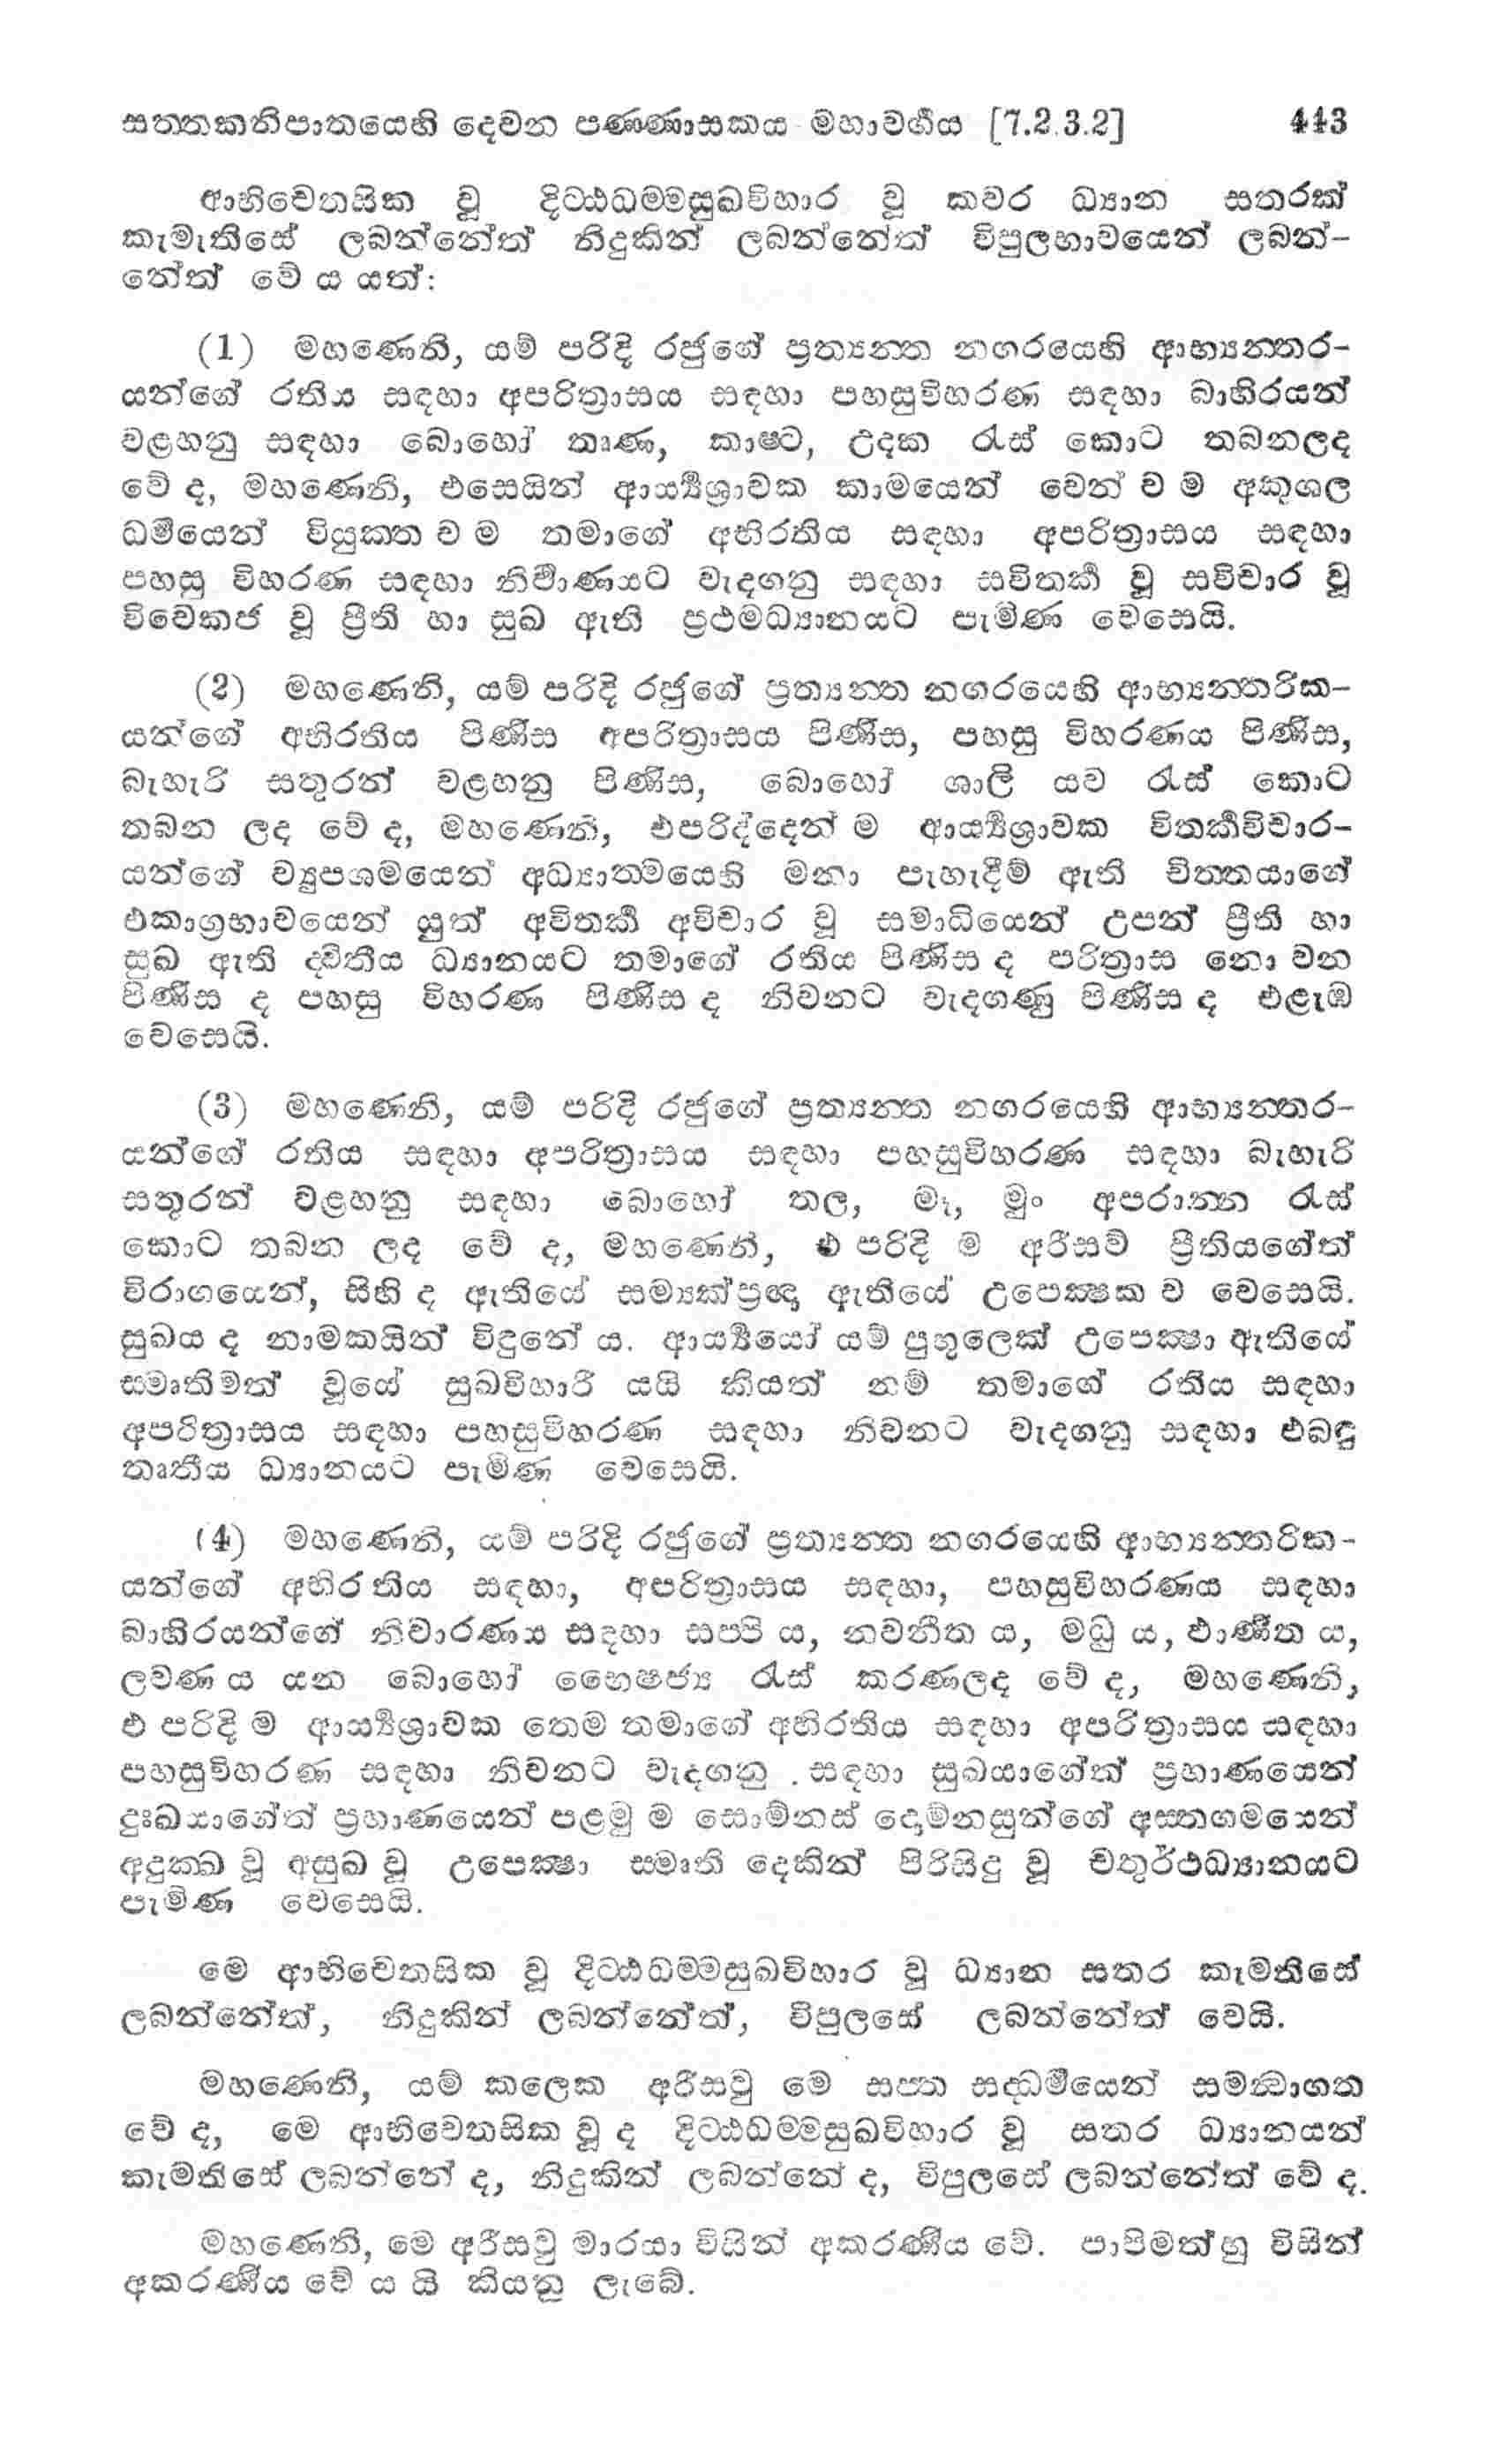 සත්තකනිපාතයෙහි දෙවන පණ්ණාසකය - මහාවර්ගය [7.2.3.2] 443
ආභිචෙතසික වූ දිට්ඨධම්මසුඛවිහාර වූ කවර ධ්‍යාන සතරක්
කැමැතිසේ ලබන්නේත් නිදුකින් ලබන්නේත් විපුලභාවයෙන් ලබන්-
නේත් වේ ය යත්:
(1) මහණෙනි, යම් පරිදි රජුගේ ප්‍රත්‍යන්ත නගරයෙහි ආභ්‍යන්තර-
යන්ගේ රතිය සඳහා අපරිත්‍රාසය සඳහා පහසුවිහරණ සඳහා බාහිරයන්
වළහනු සඳහා බොහෝ තෘණ, කාෂ්ට, උදක රැස් කොට තබනලද
වේ ද, මහණෙනි, එසෙයින් ආර්‍ය්‍යශ්‍රාවක කාමයෙන් වෙන් ව ම අකුශල
ධර්මයෙන් වියුක්ත ව ම තමාගේ අභිරතිය සඳහා අපරිත්‍රාසය සඳහා
පහසු විහරණ සඳහා නිර්වාණයට වැදගනු සඳහා සවිතර්ක වූ සවිචාර වූ
විවෙකජ වූ ප්‍රීති හා සුඛ ඇති ප්‍රථමධ්‍යානයට පැමිණ වෙසෙයි.
(2) මහණෙනි, යම් පරිදි රජුගේ ප්‍රත්‍යන්ත නගරයෙහි ආභ්‍යන්තරික-
යන්ගේ අභිරතිය පිණිස අපරිත්‍රාසය පිණිස, පහසු විහරණය පිණිස,
බැහැරි සතුරන් වළහනු පිණිස, බොහෝ ශාලි යව රැස් කොට
තබන ලද වේ ද, මහණෙනි, එපරිද්දෙන් ම ආර්‍ය්‍යශ්‍රාවක විතර්කවිචාර-
යන්ගේ ව්‍යුපශමයෙන් අධ්‍යාත්මයෙහි මනා පැහැදීම් ඇති චිත්තයාගේ
එකාග්‍රභාවයෙන් යුත් අවිතර්ක අවිචාර වූ සමාධියෙන් උපන් ප්‍රීති හා
සුඛ ඇති ද්විතීය ධ්‍යානයට තමාගේ රතිය පිණිස ද පරිත්‍රාස නො වන
පිණිස ද පහසු විහරණ පිණිස ද නිවනට වැදගණු පිණිස ද එළැඹ
වෙසෙයි.
(3) මහණෙනි, යම් පරිදි රජුගේ ප්‍රත්‍යන්ත නගරයෙහි ආභ්‍යන්තර-
යන්ගේ රතිය සඳහා අපරිත්‍රාසය සඳහා පහසුවිහරණ සඳහා බැහැරි
සතුරන් වළහනු සඳහා බොහෝ තල, මෑ, මුං අපරාන්න රැස්
කොට තබන ලද වේ ද, මහණෙනි, එ පරිදි ම අරිසව් ප්‍රීතියගේත්
විරාගයෙන්, සිහි ද ඇතියේ සම්‍යක්ප්‍රඥා ඇතියේ උපෙක්ෂක ව වෙසෙයි.
සුඛය ද නාමකයින් විඳුනේ ය. ආර්‍ය්‍යයෝ යම් පුහුලෙක් උපෙක්ෂා ඇතියේ
ස්මෘතිමත් වූයේ සුඛවිහාරී යයි කියත් නම් තමාගේ රතිය සඳහා
අපරිත්‍රාසය සඳහා පහසුවිහරණ සඳහා නිවනට වැදගනු සඳහා එබඳු
තෘතීය ධ්‍යානයට පැමිණ වෙසෙයි.
(4) මහණෙනි, යම් පරිදි රජුගේ ප්‍රත්‍යන්ත නගරයෙහි ආභ්‍යන්තරික-
යන්ගේ අභිරතිය සඳහා, අපරිත්‍රාසය සඳහා, පහසුවිහරණය සඳහා
බාහිරයන්ගේ නිවාරණය සඳහා සප්පි ය, නවනීත ය, මධු ය, ඵාණිත ය,
ලවණ ය යන බොහෝ භෛෂජ්‍ය රැස් කරණලද වේ ද, මහණෙනි,
එ පරිදි ම ආර්‍ය්‍යශ්‍රාවක තෙම තමාගේ අභිරතිය සඳහා අපරිත්‍රාසය සඳහා
පහසුවිහරණ සඳහා නිවනට වැදගනු සඳහා සුඛයාගේත් ප්‍රහාණයෙන්
දුඃඛයාගේත් ප්‍රහාණයෙන් පළමු ම සොම්නස් දොම්නසුන්ගේ අස්තගමයෙන්
අදුක්ඛ වූ අසුඛ වූ උපෙක්ෂා ස්මෘති දෙකින් පිරිසිදු වූ චතුර්ථධ්‍යානයට
පැමිණ වෙසෙයි.
මෙ ආභිචෙතසික වූ දිට්ඨධම්මසුඛවිහාර වූ ධ්‍යාන සතර කැමතිසේ
ලබන්නේත්, නිදුකින් ලබන්නේත්, විපුලසේ ලබන්නේත් වෙයි.
මහණෙනි, යම් කලෙක අරිසවු මෙ සප්ත සද්ධර්මයෙන් සමන්වාගත
වේ ද, මෙ ආභිචෙතසික වූ ද දිට්ඨධම්මසුඛවිහාර වූ සතර ධ්‍යානයන්
කැමතිසේ ලබන්නේ ද, නිදුකින් ලබන්නේ ද, විපුලසේ ලබන්නේත් වේ ද.
මහණෙනි, මෙ අරිසවු මාරයා විසින් අකරණීය වේ. පාපිමත්හු විසින්
අකරණීය වේ ය යි කියනු ලැබේ.